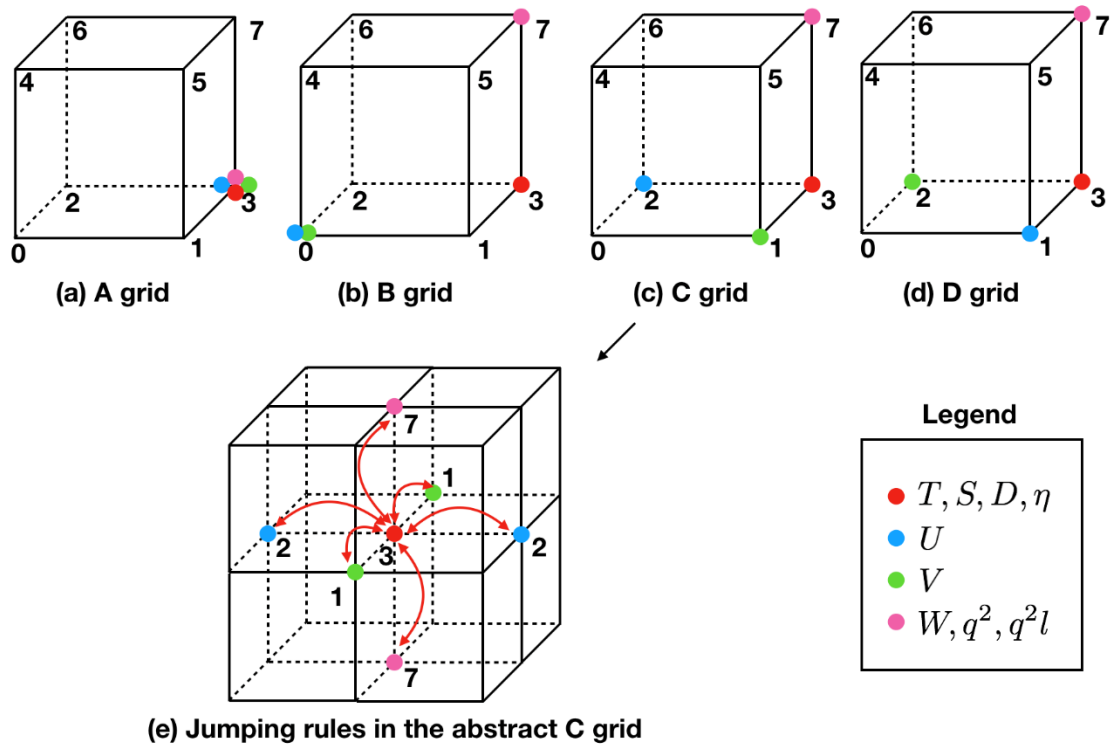 6 7 6 7 6 7 6 7
4 5 4 5 4 5 4 5
2 3 2 3 2 3 2 3
0 1 0 1 0 1 0 1
(a) A grid (b) B grid (c) C grid (d) D grid
7
1
2 3 2
1
7
(e) Jumping rules in the abstract C grid
Legend
T, S, D, η
U
V
W, q², q²l